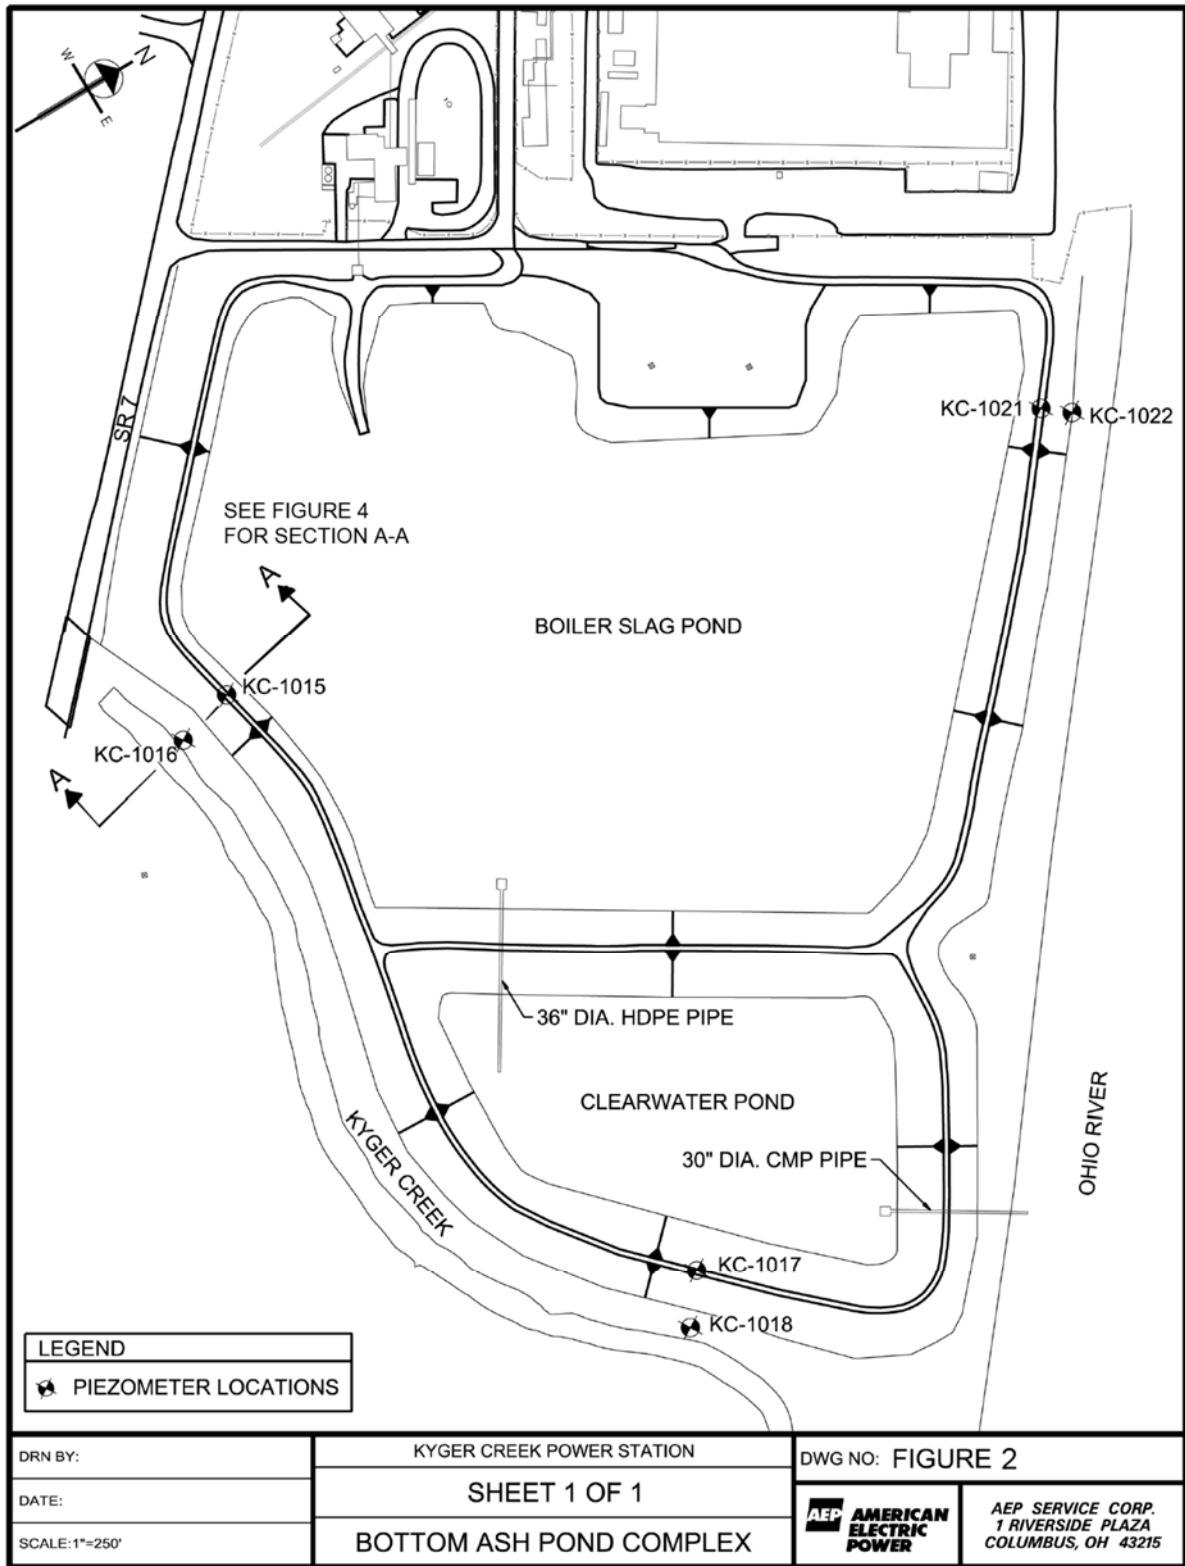 W
N
E
SR 7
KC-1021
KC-1022
SEE FIGURE 4
FOR SECTION A-A
A
BOILER SLAG POND
KC-1015
KC-1016
A
36" DIA. HDPE PIPE
CLEARWATER POND
KYGER CREEK
30" DIA. CMP PIPE
OHIO RIVER
KC-1017
KC-1018
LEGEND
PIEZOMETER LOCATIONS
DRN BY:
DATE:
SCALE:1"=250'
KYGER CREEK POWER STATION
SHEET 1 OF 1
BOTTOM ASH POND COMPLEX
DWG NO: FIGURE 2
AEP AMERICAN
ELECTRIC
POWER
AEP SERVICE CORP.
1 RIVERSIDE PLAZA
COLUMBUS, OH 43215